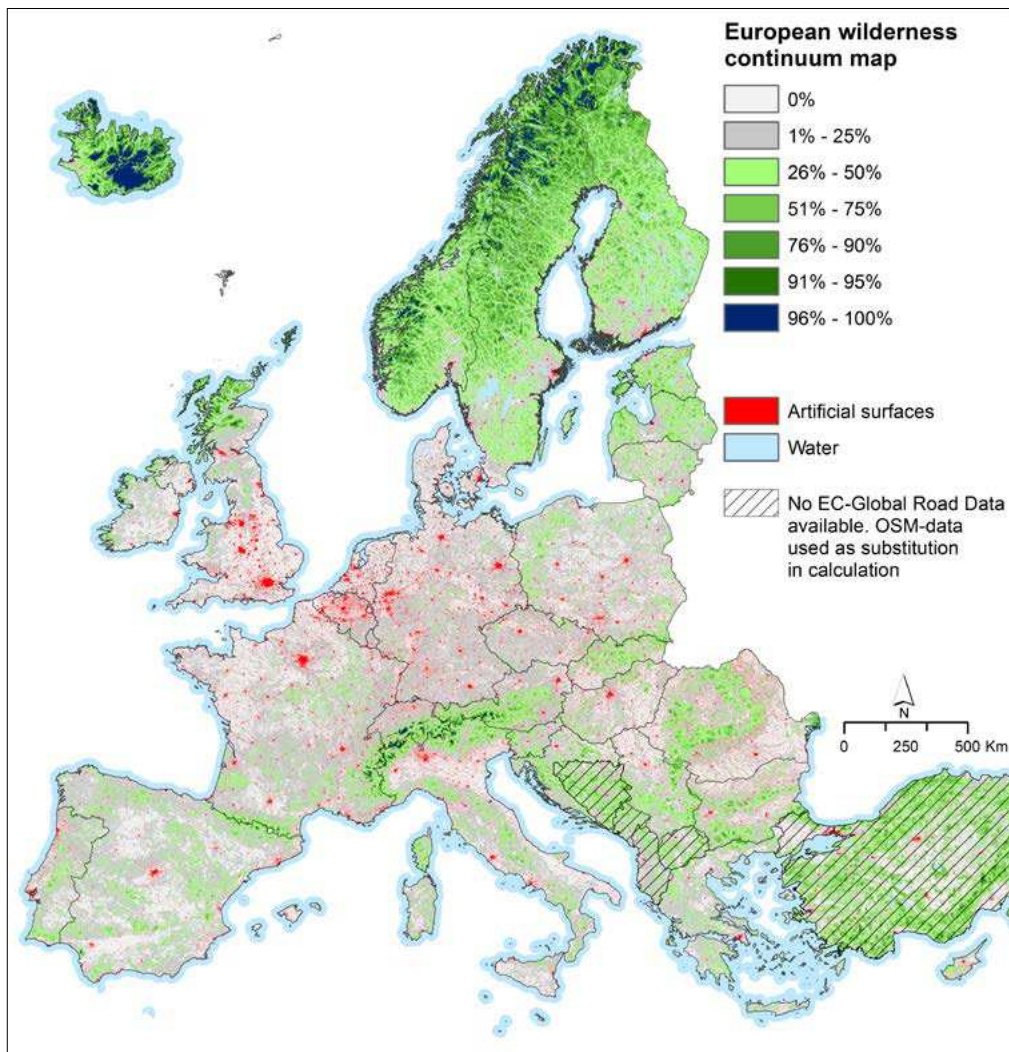 European wilderness
continuum map
0%
1% - 25%
26% - 50%
51% - 75%
76% - 90%
91% - 95%
96% - 100%
Artificial surfaces
Water
No EC-Global Road Data
available. OSM-data
used as substitution
in calculation
N
0 250 500 Km